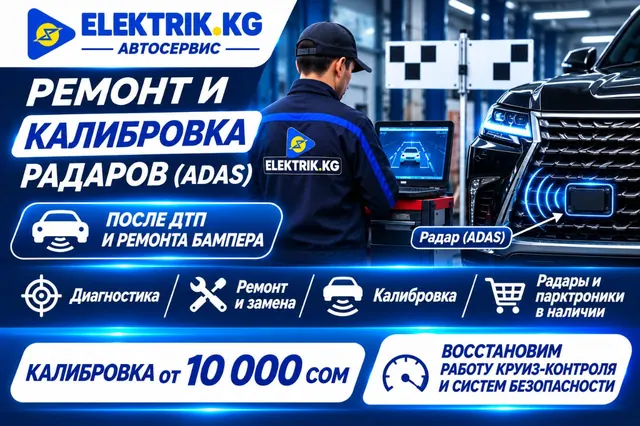 ELEKTRIK.KG
АВТОСЕРВИС
РЕМОНТ И
КАЛИБРОВКА
РАДАРОВ (ADAS)
ПОСЛЕ ДТП
И РЕМОНТА БАМПЕРА
ELEKTRIK.KG
Радар (ADAS)
Диагностика
Ремонт
и замена
Калибровка
Радары и
парктроники
в наличии
КАЛИБРОВКА от 10 000 СОМ
ВОССТАНОВИМ
РАБОТУ КРУИЗ-КОНТРОЛЯ
И СИСТЕМ БЕЗОПАСНОСТИ